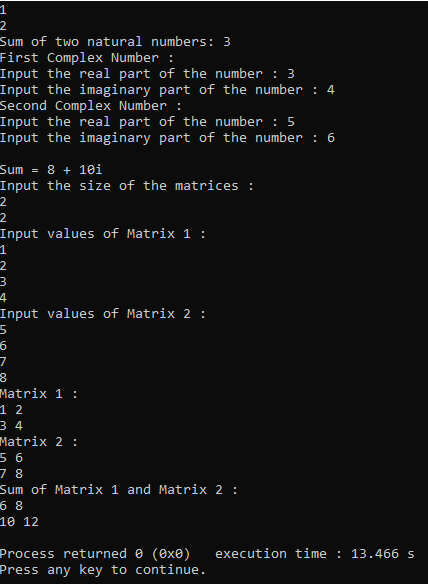 1
2
Sum of two natural numbers: 3
First Complex Number :
Input the real part of the number : 3
Input the imaginary part of the number : 4
Second Complex Number :
Input the real part of the number : 5
Input the imaginary part of the number : 6

Sum = 8 + 10i
Input the size of the matrices :
2
2
Input values of Matrix 1 :
1
2
3
4
Input values of Matrix 2 :
5
6
7
8
Matrix 1 :
1 2
3 4
Matrix 2 :
5 6
7 8
Sum of Matrix 1 and Matrix 2 :
6 8
10 12

Process returned 0 (0x0)   execution time : 13.466 s
Press any key to continue.